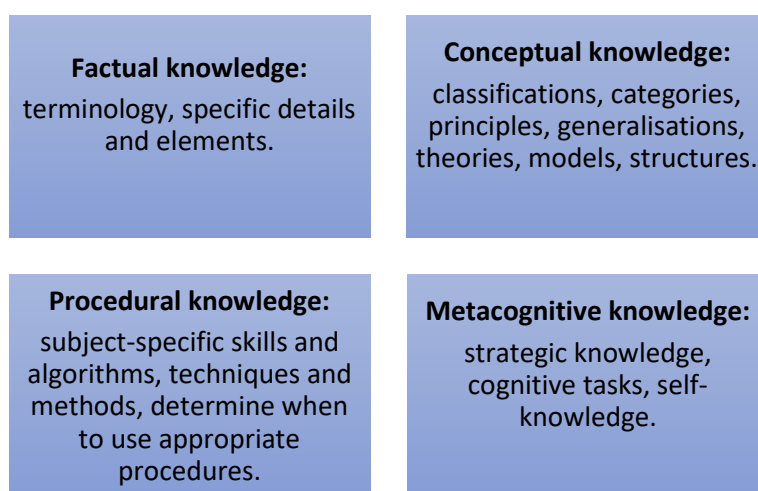 Factual knowledge:
terminology, specific details
and elements.
Conceptual knowledge:
classifications, categories,
principles, generalisations,
theories, models, structures.
Procedural knowledge:
subject-specific skills and
algorithms, techniques and
methods, determine when
to use appropriate
procedures.
Metacognitive knowledge:
strategic knowledge,
cognitive tasks, self-
knowledge.